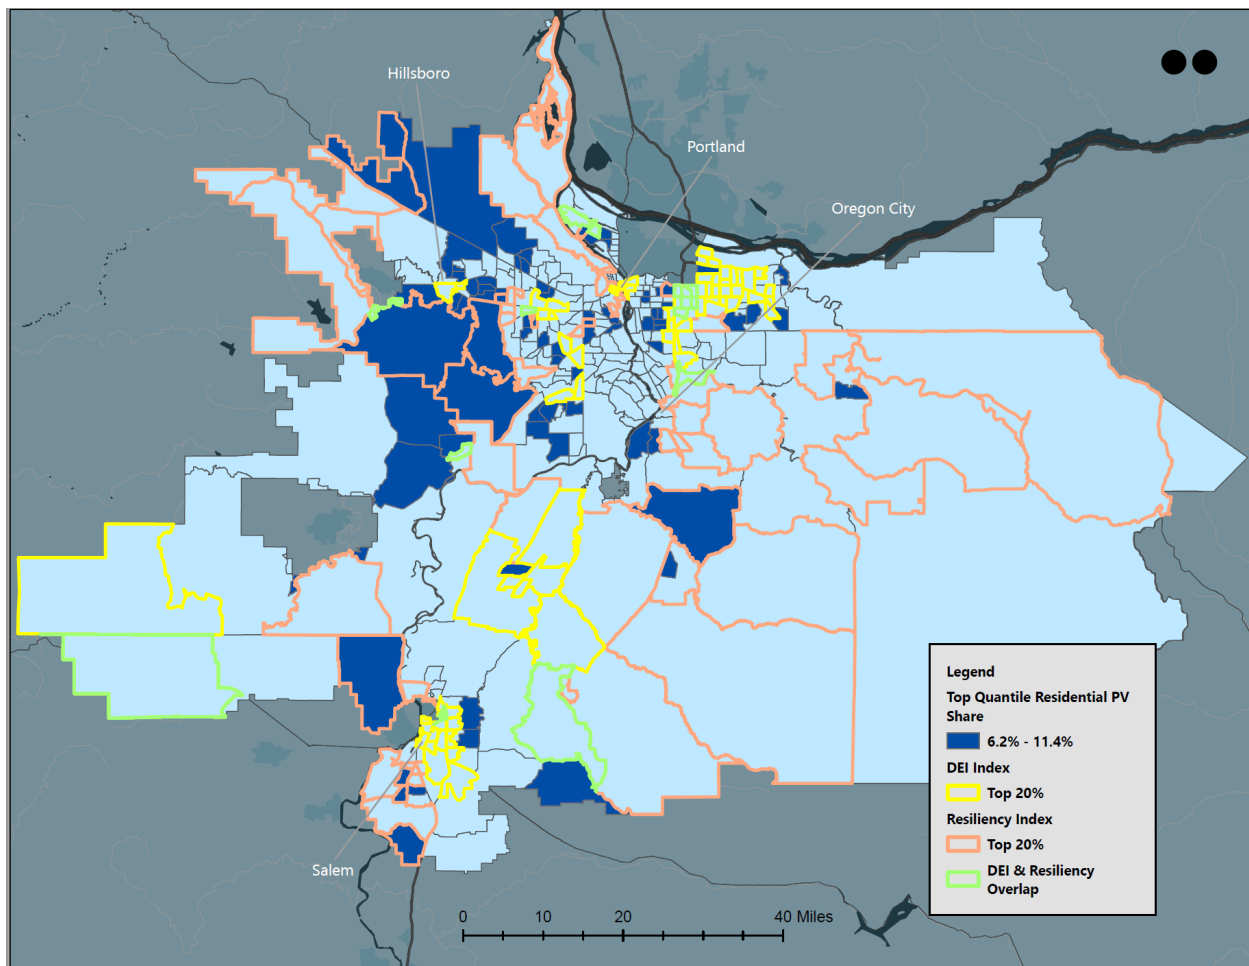 Hillsboro
Portland
Oregon City
Salem
Legend
Top Quantile Residential PV
Share
6.2% - 11.4%
DEI Index
Top 20%
Resiliency Index
Top 20%
DEI & Resiliency
Overlap
0 10 20 40 Miles